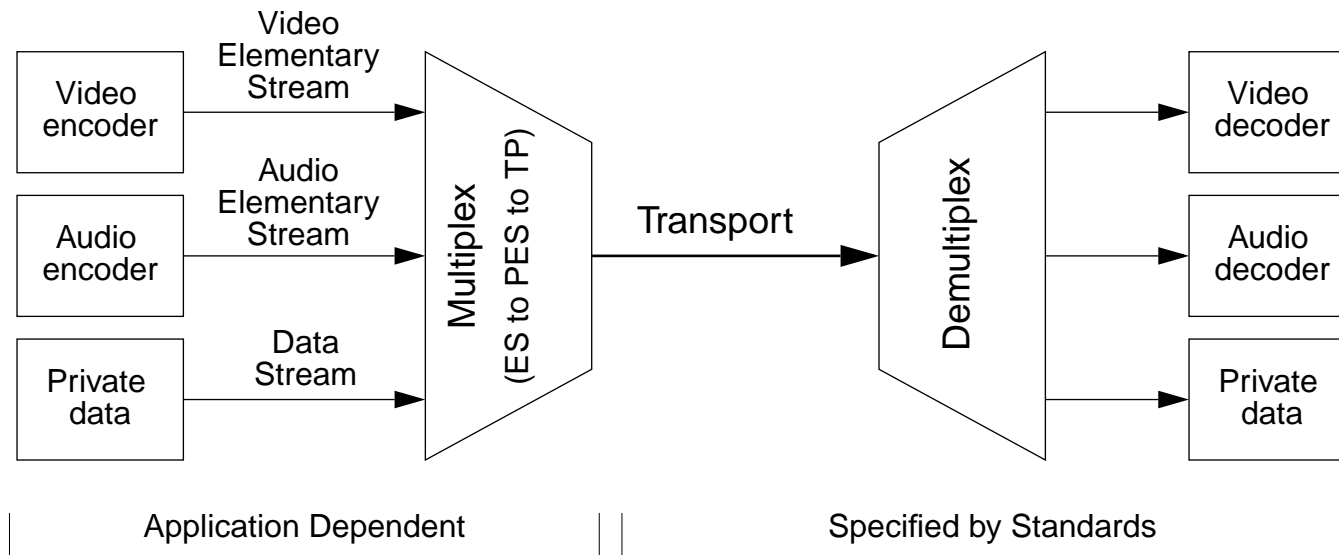 Video
Elementary
Stream
Video
encoder
Audio
Elementary
Stream
Audio
encoder
Data
Stream
Private
data
Multiplex
(ES to PES to TP)
Transport
Demultiplex
Video
decoder
Audio
decoder
Private
data
Application Dependent
Specified by Standards